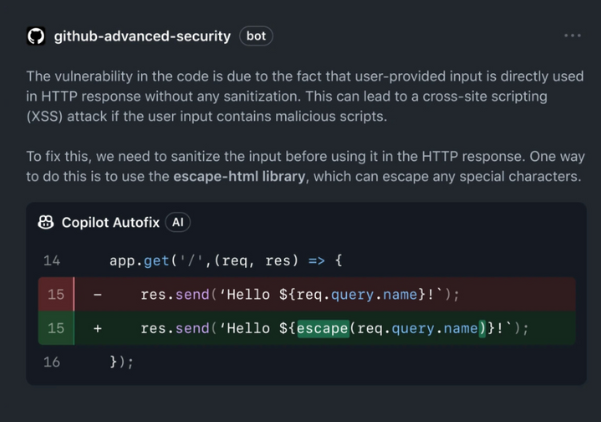 github-advanced-security bot
The vulnerability in the code is due to the fact that user-provided input is directly used
in HTTP response without any sanitization. This can lead to a cross-site scripting
(XSS) attack if the user input contains malicious scripts.
To fix this, we need to sanitize the input before using it in the HTTP response. One way
to do this is to use the escape-html library, which can escape any special characters.
Copilot Autofix AI
14 app.get('/',(req, res) => {
15 - res.send(‘Hello ${req.query.name}!`);
15 + res.send(‘Hello ${escape(req.query.name)}!`);
16 });